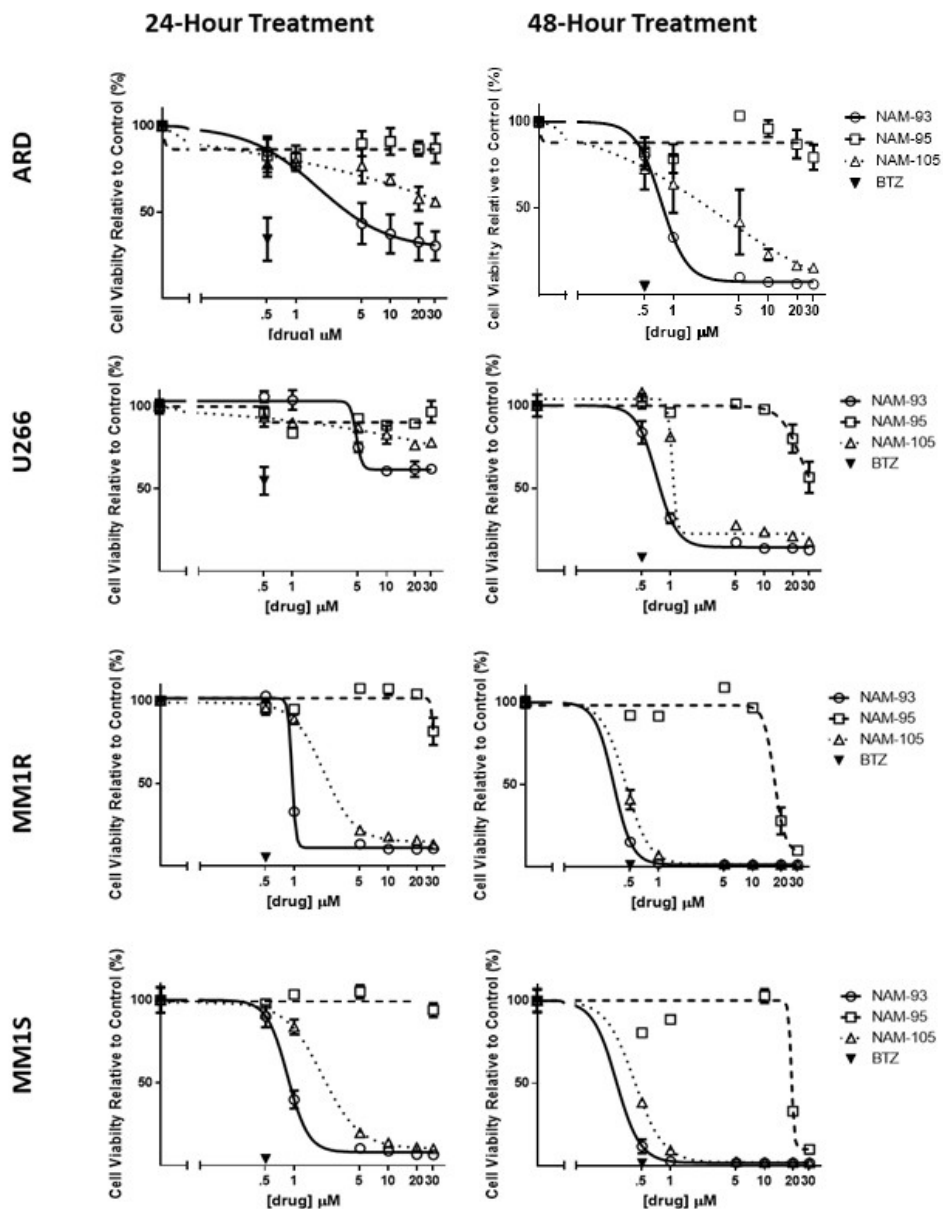 24-Hour Treatment
48-Hour Treatment
ARD
Cell Viabilty Relative to Control (%)
100
50
.5 1 5 10 20 30
[drug] µM
Cell Viability Relative to Control (%)
100
50
.5 1 5 10 20 30
[drug] µM
NAM-93
NAM-95
NAM-105
BTZ
U266
Cell Viabilty Relative to Control (%)
100
50
.5 1 5 10 20 30
[drug] µM
Cell Viabilty Relative to Control (%)
100
50
.5 1 5 10 20 30
[drug] µM
NAM-93
NAM-95
NAM-105
BTZ
MM1R
Cell Viabilty Relative to Control (%)
100
50
.5 1 5 10 20 30
[drug] µM
Cell Viabilty Relative to Control (%)
100
50
.5 1 5 10 20 30
[drug] µM
NAM-93
NAM-95
NAM-105
BTZ
MM1S
Cell Viabilty Relative to Control (%)
100
50
.5 1 5 10 20 30
[drug] µM
Cell Viabilty Relative to Control (%)
100
50
.5 1 5 10 20 30
[drug] µM
NAM-93
NAM-95
NAM-105
BTZ